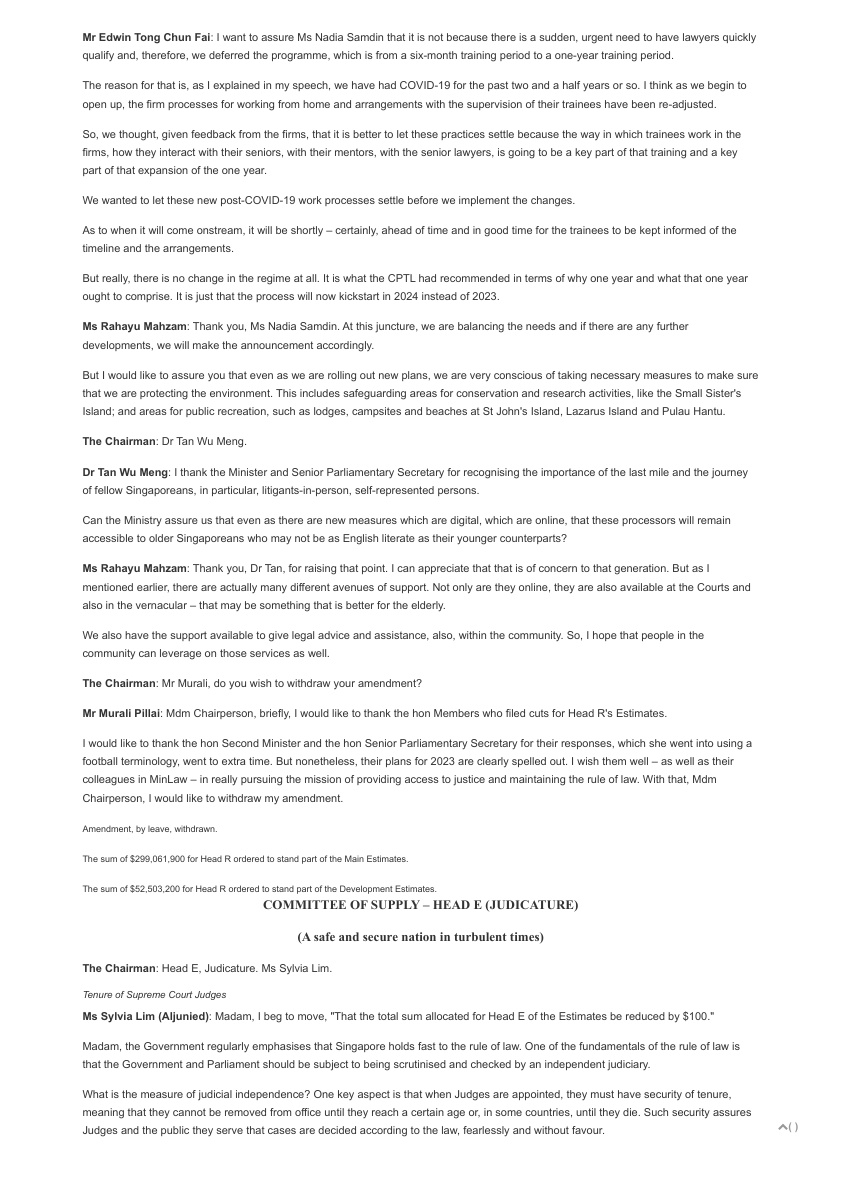 Mr Edwin Tong Chun Fai: I want to assure Ms Nadia Samdin that it is not because there is a sudden, urgent need to have lawyers quickly
qualify and, therefore, we deferred the programme, which is from a six-month training period to a one-year training period.
The reason for that is, as I explained in my speech, we have had COVID-19 for the past two and a half years or so. I think as we begin to
open up, the firm processes for working from home and arrangements with the supervision of their trainees have been re-adjusted.
So, we thought, given feedback from the firms, that it is better to let these practices settle because the way in which trainees work in the
firms, how they interact with their seniors, with their mentors, with the senior lawyers, is going to be a key part of that training and a key
part of that expansion of the one year.
We wanted to let these new post-COVID-19 work processes settle before we implement the changes.
As to when it will come onstream, it will be shortly – certainly, ahead of time and in good time for the trainees to be kept informed of the
timeline and the arrangements.
But really, there is no change in the regime at all. It is what the CPTL had recommended in terms of why one year and what that one year
ought to comprise. It is just that the process will now kickstart in 2024 instead of 2023.
Ms Rahayu Mahzam: Thank you, Ms Nadia Samdin. At this juncture, we are balancing the needs and if there are any further
developments, we will make the announcement accordingly.
But I would like to assure you that even as we are rolling out new plans, we are very conscious of taking necessary measures to make sure
that we are protecting the environment. This includes safeguarding areas for conservation and research activities, like the Small Sister's
Island; and areas for public recreation, such as lodges, campsites and beaches at St John's Island, Lazarus Island and Pulau Hantu.
The Chairman: Dr Tan Wu Meng.
Dr Tan Wu Meng: I thank the Minister and Senior Parliamentary Secretary for recognising the importance of the last mile and the journey
of fellow Singaporeans, in particular, litigants-in-person, self-represented persons.
Can the Ministry assure us that even as there are new measures which are digital, which are online, that these processors will remain
accessible to older Singaporeans who may not be as English literate as their younger counterparts?
Ms Rahayu Mahzam: Thank you, Dr Tan, for raising that point. I can appreciate that that is of concern to that generation. But as I
mentioned earlier, there are actually many different avenues of support. Not only are they online, they are also available at the Courts and
also in the vernacular – that may be something that is better for the elderly.
We also have the support available to give legal advice and assistance, also, within the community. So, I hope that people in the
community can leverage on those services as well.
The Chairman: Mr Murali, do you wish to withdraw your amendment?
Mr Murali Pillai: Mdm Chairperson, briefly, I would like to thank the hon Members who filed cuts for Head R's Estimates.
I would like to thank the hon Second Minister and the hon Senior Parliamentary Secretary for their responses, which she went into using a
football terminology, went to extra time. But nonetheless, their plans for 2023 are clearly spelled out. I wish them well – as well as their
colleagues in MinLaw – in really pursuing the mission of providing access to justice and maintaining the rule of law. With that, Mdm
Chairperson, I would like to withdraw my amendment.
Amendment, by leave, withdrawn.
The sum of $299,061,900 for Head R ordered to stand part of the Main Estimates.
The sum of $52,503,200 for Head R ordered to stand part of the Development Estimates.
COMMITTEE OF SUPPLY – HEAD E (JUDICATURE)
(A safe and secure nation in turbulent times)
The Chairman: Head E, Judicature. Ms Sylvia Lim.
Tenure of Supreme Court Judges
Ms Sylvia Lim (Aljunied): Madam, I beg to move, "That the total sum allocated for Head E of the Estimates be reduced by $100."
Madam, the Government regularly emphasises that Singapore holds fast to the rule of law. One of the fundamentals of the rule of law is
that the Government and Parliament should be subject to being scrutinised and checked by an independent judiciary.
What is the measure of judicial independence? One key aspect is that when Judges are appointed, they must have security of tenure,
meaning that they cannot be removed from office until they reach a certain age or, in some countries, until they die. Such security assures
Judges and the public they serve that cases are decided according to the law, fearlessly and without favour.
( )